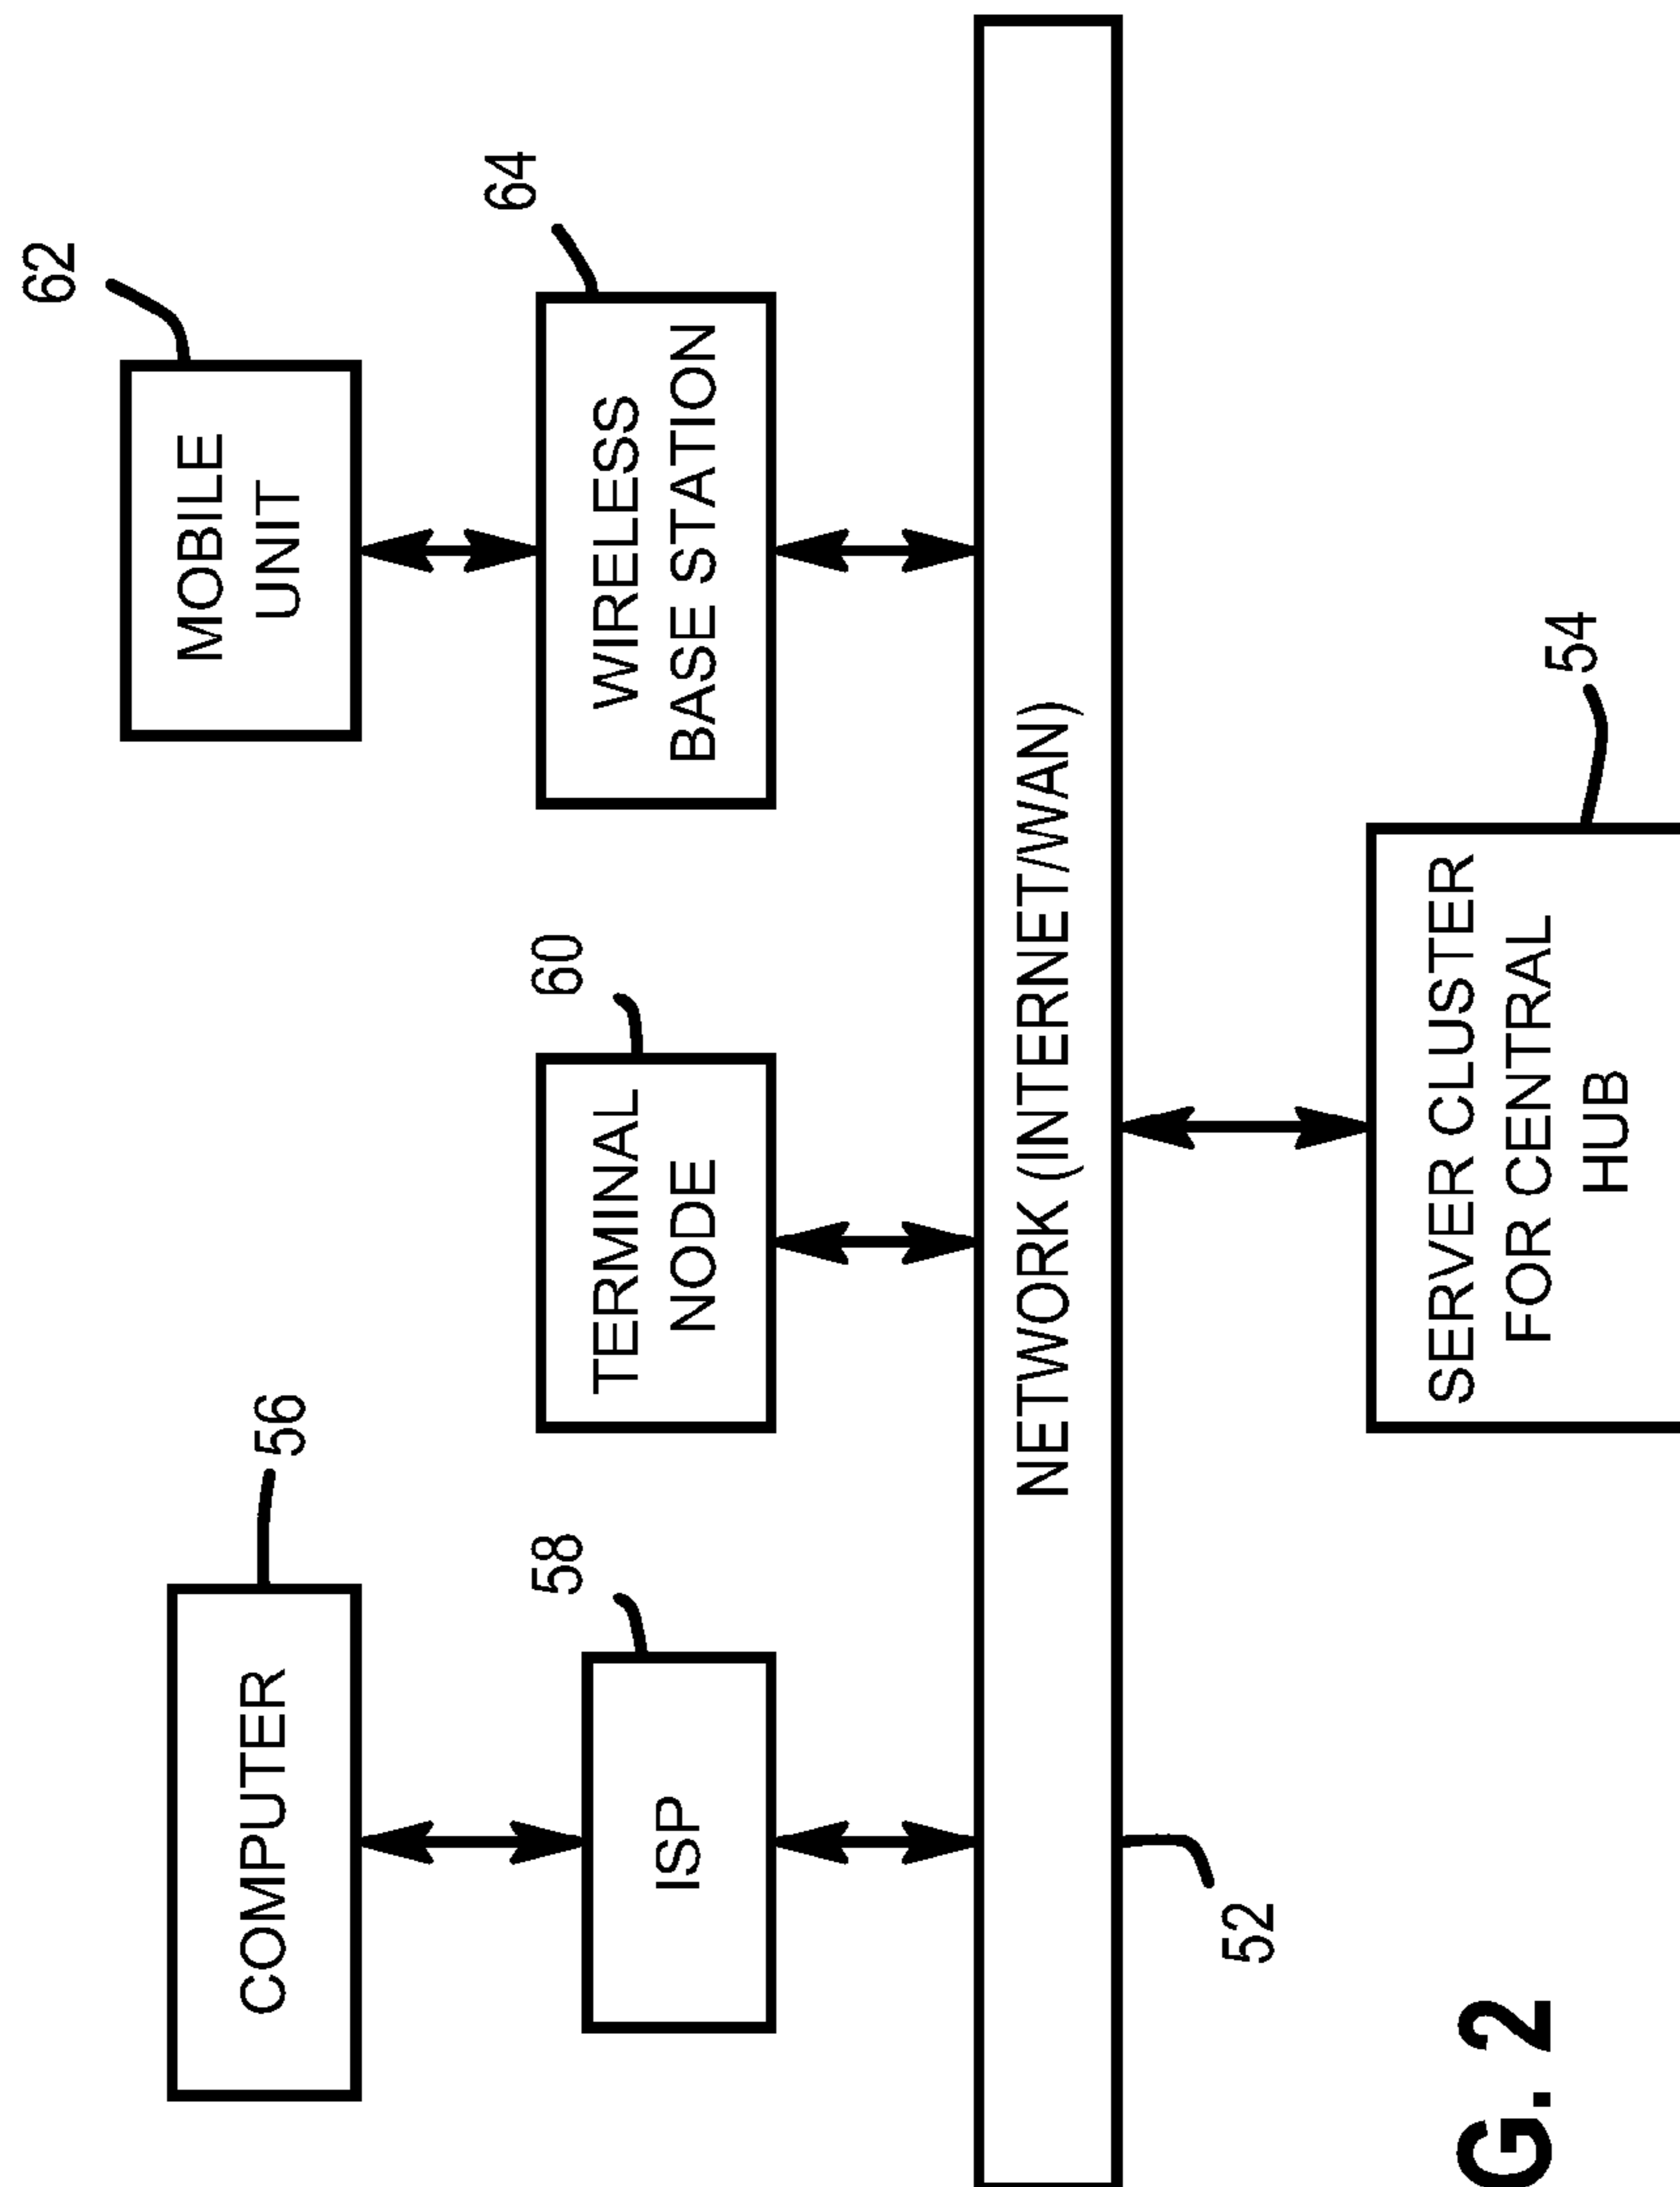 62
MOBILE
UNIT
64
WIRELESS
BASE STATION
60
TERMINAL
NODE
56
COMPUTER
58
ISP
NETWORK (INTERNET/WAN)
52
54
SERVER CLUSTER
FOR CENTRAL
HUB
G. 2